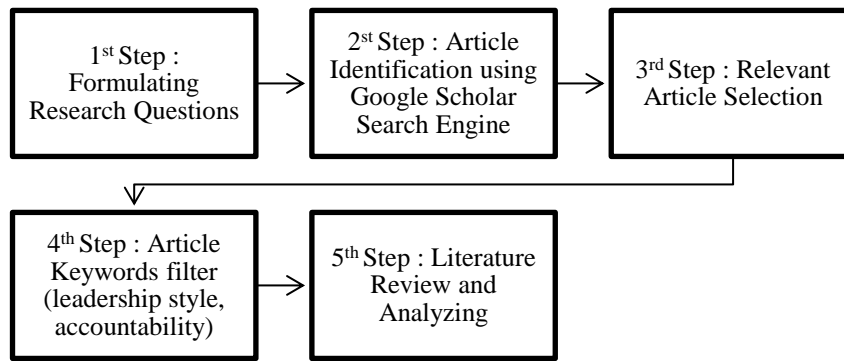 1st Step :
Formulating
Research Questions
2st Step : Article
Identification using
Google Scholar
Search Engine
3rd Step : Relevant
Article Selection
4th Step : Article
Keywords filter
(leadership style,
accountability)
5th Step : Literature
Review and
Analyzing